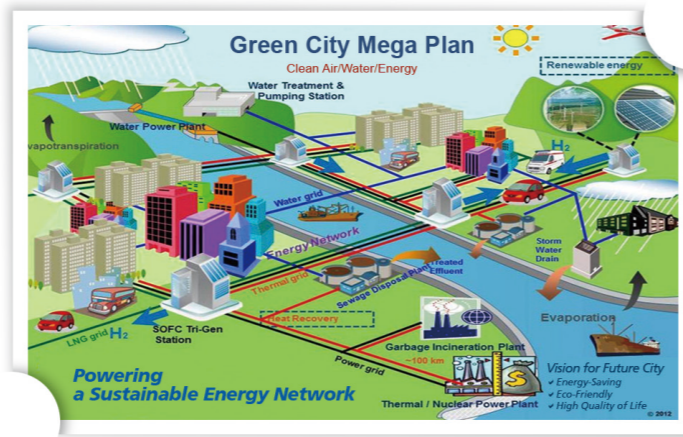 Green City Mega Plan
Clean Air/Water/Energy
Renewable energy
Water Treatment &
Pumping Station
Water Power Plant
vapotranspiration
H2
Water grid
Energy Network
Thermal grid
Sewage Disposal Plant
Treated
Effluent
Storm
Water
Drain
Heat Recovery
Evaporation
SOFC Tri-Gen
Station
LNG grid
H2
Garbage Incineration Plant
~100 km
Power grid
$
Thermal / Nuclear Power Plant
Powering
a Sustainable Energy Network
Vision for Future City
✓ Energy-Saving
✓ Eco-Friendly
✓ High Quality of Life
© 2012